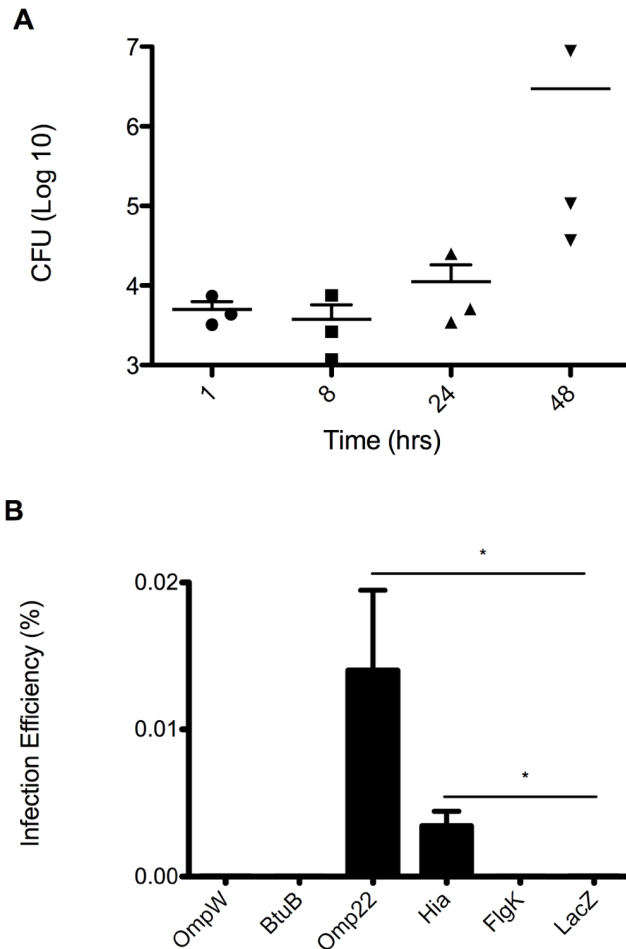 A
CFU (Log 10)
7
6
5
4
3
1
8
24
48
Time (hrs)
B
*
*
Infection Efficiency (%)
0.02
0.01
0.00
OmpW
BtuB
Omp22
Hia
FlgK
LacZ